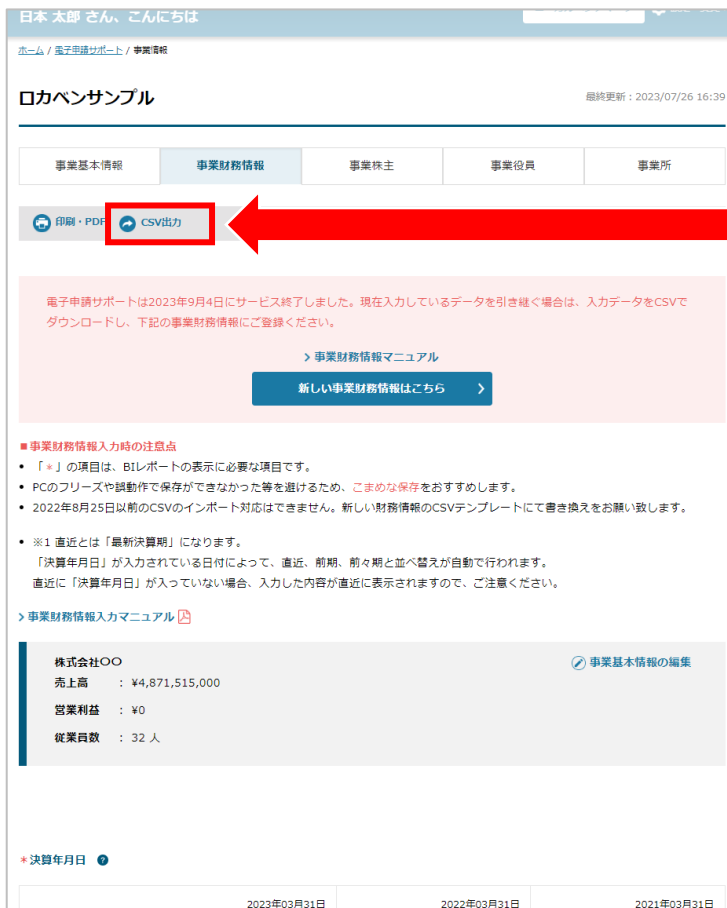 日本 太郎 さん、こんにちは
ホーム / 電子申請サポート / 事業情報
ロカベンサンプル
最終更新：2023/07/26 16:39
事業基本情報
事業財務情報
事業株主
事業役員
事業所
印刷・PDF
CSV出力
電子申請サポートは2023年9月4日にサービス終了しました。現在入力しているデータを引き継ぐ場合は、入力データをCSVで
ダウンロードし、下記の事業財務情報にご登録ください。
事業財務情報マニュアル
新しい事業財務情報はこちら
■事業財務情報入力時の注意点
• 「*」の項目は、BIレポートの表示に必要な項目です。
• PCのフリーズや誤動作で保存ができなかった等を避けるため、こまめな保存をおすすめします。
• 2022年8月25日以前のCSVのインポート対応はできません。新しい財務情報のCSVテンプレートにて書き換えをお願い致します。
• ※1 直近とは「最新決算期」になります。
「決算年月日」が入力されている日付によって、直近、前期、前々期と並べ替えが自動で行われます。
直近に「決算年月日」が入っていない場合、入力した内容が直近に表示されますので、ご注意ください。
事業財務情報入力マニュアル
株式会社〇〇
事業基本情報の編集
売上高 : ¥4,871,515,000
営業利益 : ¥0
従業員数 : 32 人
*決算年月日 ?
2023年03月31日
2022年03月31日
2021年03月31日